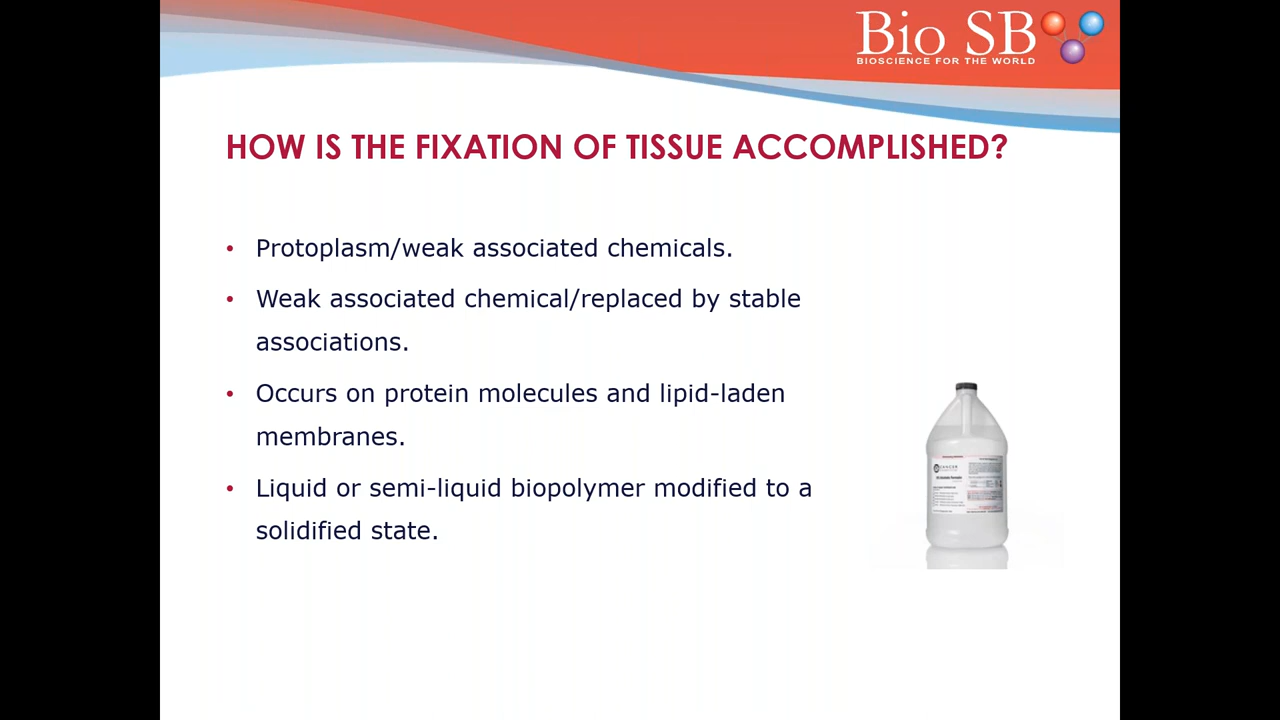 Bio SB
BIOSCIENCE FOR THE WORLD
HOW IS THE FIXATION OF TISSUE ACCOMPLISHED?
• Protoplasm/weak associated chemicals.
• Weak associated chemical/replaced by stable
associations.
• Occurs on protein molecules and lipid-laden
membranes.
• Liquid or semi-liquid biopolymer modified to a
solidified state.
CANCER